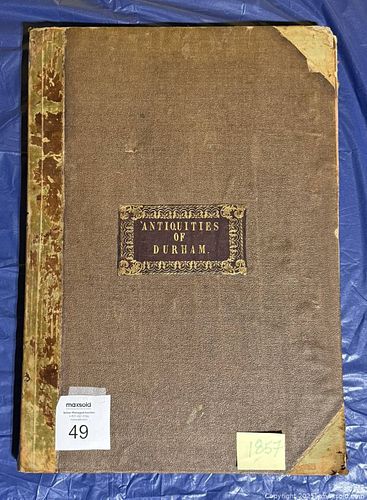 ANTIQUITIES
OF
DURHAM.
maxsold
49
1857